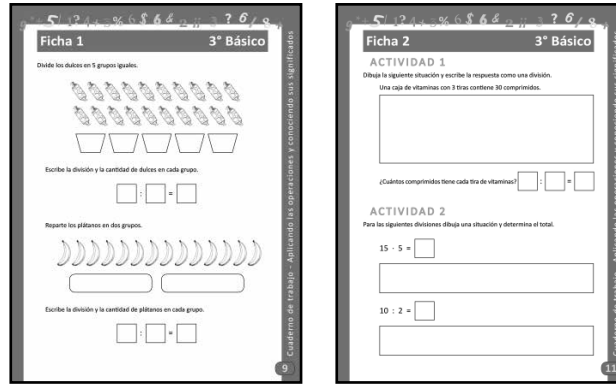 Ficha 1 3° Básico
Divide los dulces en 5 grupos iguales.
Escribe la división y la cantidad de dulces en cada grupo.
: =
Reparte los plátanos en dos grupos.
Escribe la división y la cantidad de plátanos en cada grupo.
: =
Cuaderno de trabajo - Aplicando las operaciones y conociendo sus significados
9
Ficha 2 3° Básico
ACTIVIDAD 1
Dibuja la siguiente situación y escribe la respuesta como una división.
Una caja de vitaminas con 3 tiras contiene 30 comprimidos.
¿Cuántos comprimidos tiene cada tira de vitaminas? : =
ACTIVIDAD 2
Para las siguientes divisiones dibuja una situación y determina el total.
15 : 5 =
10 : 2 =
11